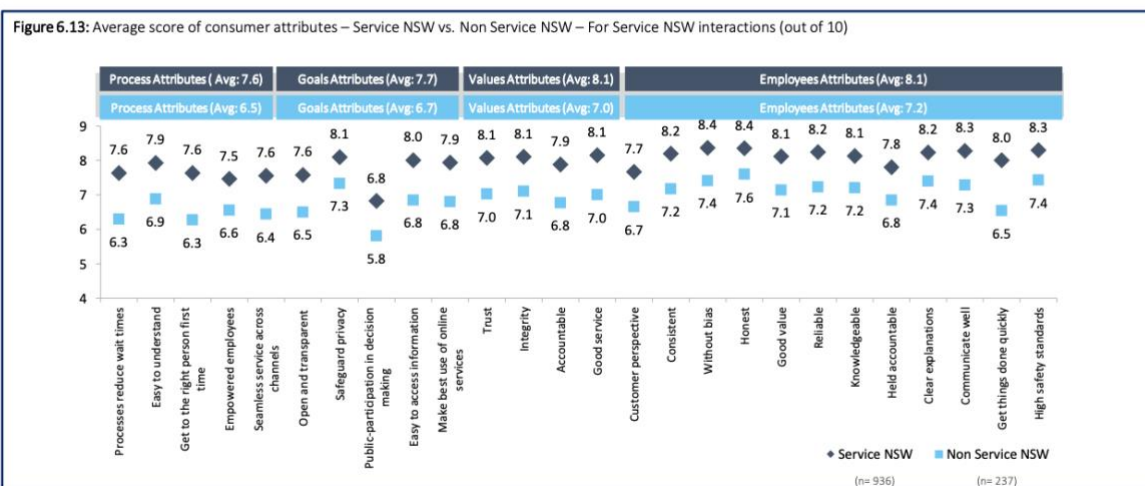 Figure 6.13: Average score of consumer attributes – Service NSW vs. Non Service NSW – For Service NSW interactions (out of 10)
Process Attributes ( Avg: 7.6) Goals Attributes (Avg: 7.7) Values Attributes (Avg: 8.1) Employees Attributes (Avg: 8.1)
Process Attributes (Avg: 6.5) Goals Attributes (Avg: 6.7) Values Attributes (Avg: 7.0) Employees Attributes (Avg: 7.2)
9
8
7
6
5
4
7.6 7.9 7.6 7.5 7.6 7.6 8.1 6.8 8.0 7.9 8.1 8.1 7.9 8.1 7.7 8.2 8.4 8.4 8.1 8.2 8.1 7.8 8.2 8.3 8.0 8.3
6.3 6.9 6.3 6.6 6.4 6.5 7.3 5.8 6.8 6.8 7.0 7.1 6.8 7.0 6.7 7.2 7.4 7.6 7.1 7.2 7.2 6.8 7.4 7.3 6.5 7.4
Processes reduce wait times
Easy to understand
Get to the right person first
time
Empowered employees
Seamless service across
channels
Open and transparent
Safeguard privacy
Public-participation in decision
making
Easy to access information
Make best use of online
services
Trust
Integrity
Accountable
Good service
Customer perspective
Consistent
Without bias
Honest
Good value
Reliable
Knowledgeable
Held accountable
Clear explanations
Communicate well
Get things done quickly
High safety standards
Service NSW Non Service NSW
(n= 936) (n= 237)